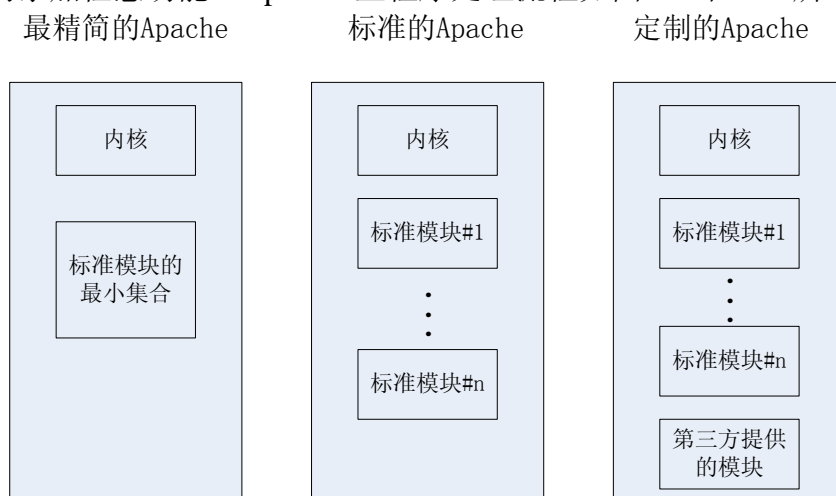 最精简的Apache
标准的Apache
定制的Apache
内核
标准模块的
最小集合
内核
标准模块#1
标准模块#n
内核
标准模块#1
标准模块#n
第三方提供
的模块